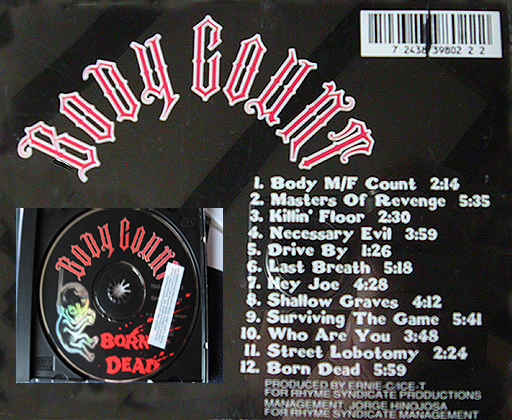 Body Count
7 24383 39802 2 2
1. Body M/F Count 2:14
2. Masters Of Revenge 5:35
3. Killin' Floor 2:30
4. Necessary Evil 3:59
5. Drive By 1:26
6. Last Breath 5:18
7. Hey Joe 4:28
8. Shallow Graves 4:12
9. Surviving The Game 5:41
10. Who Are You 3:48
11. Street Lobotomy 2:24
12. Born Dead 5:59
PRODUCED BY ERNIE-C/ICE-T
FOR RHYME SYNDICATE PRODUCTIONS
MANAGEMENT: JORGE HINOJOSA
FOR RHYME SYNDICATE MANAGEMENT
Body Count
BORN
DEAD